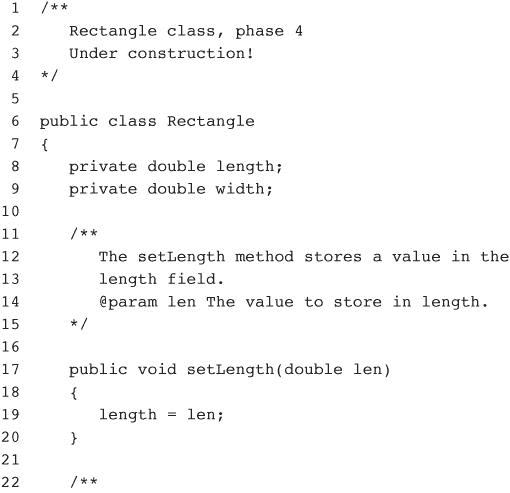 1 /**
2    Rectangle class, phase 4
3    Under construction!
4 */
5
6 public class Rectangle
7 {
8    private double length;
9    private double width;
10
11    /**
12       The setLength method stores a value in the
13       length field.
14       @param len The value to store in length.
15    */
16
17    public void setLength(double len)
18    {
19       length = len;
20    }
21
22    /**